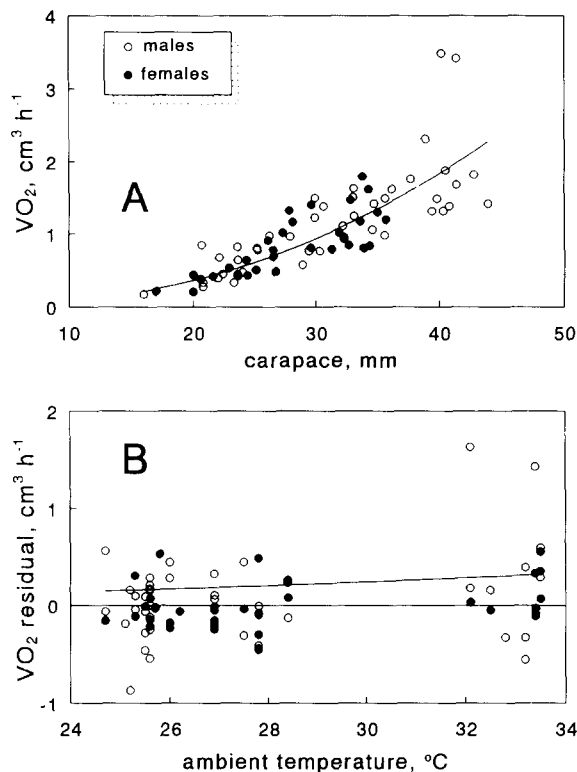 4
males
females
3
2
1
0
VO₂, cm³ h⁻¹
A
10 20 30 40 50
carapace, mm
2
B
1
0
-1
VO₂ residual, cm³ h⁻¹
24 26 28 30 32 34
ambient temperature, ºC